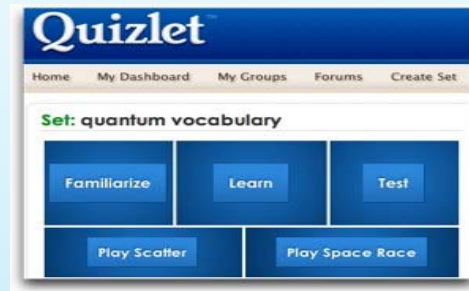 Quizlet
Home My Dashboard My Groups Forums Create Set
Set: quantum vocabulary
Familiarize Learn Test
Play Scatter Play Space Race